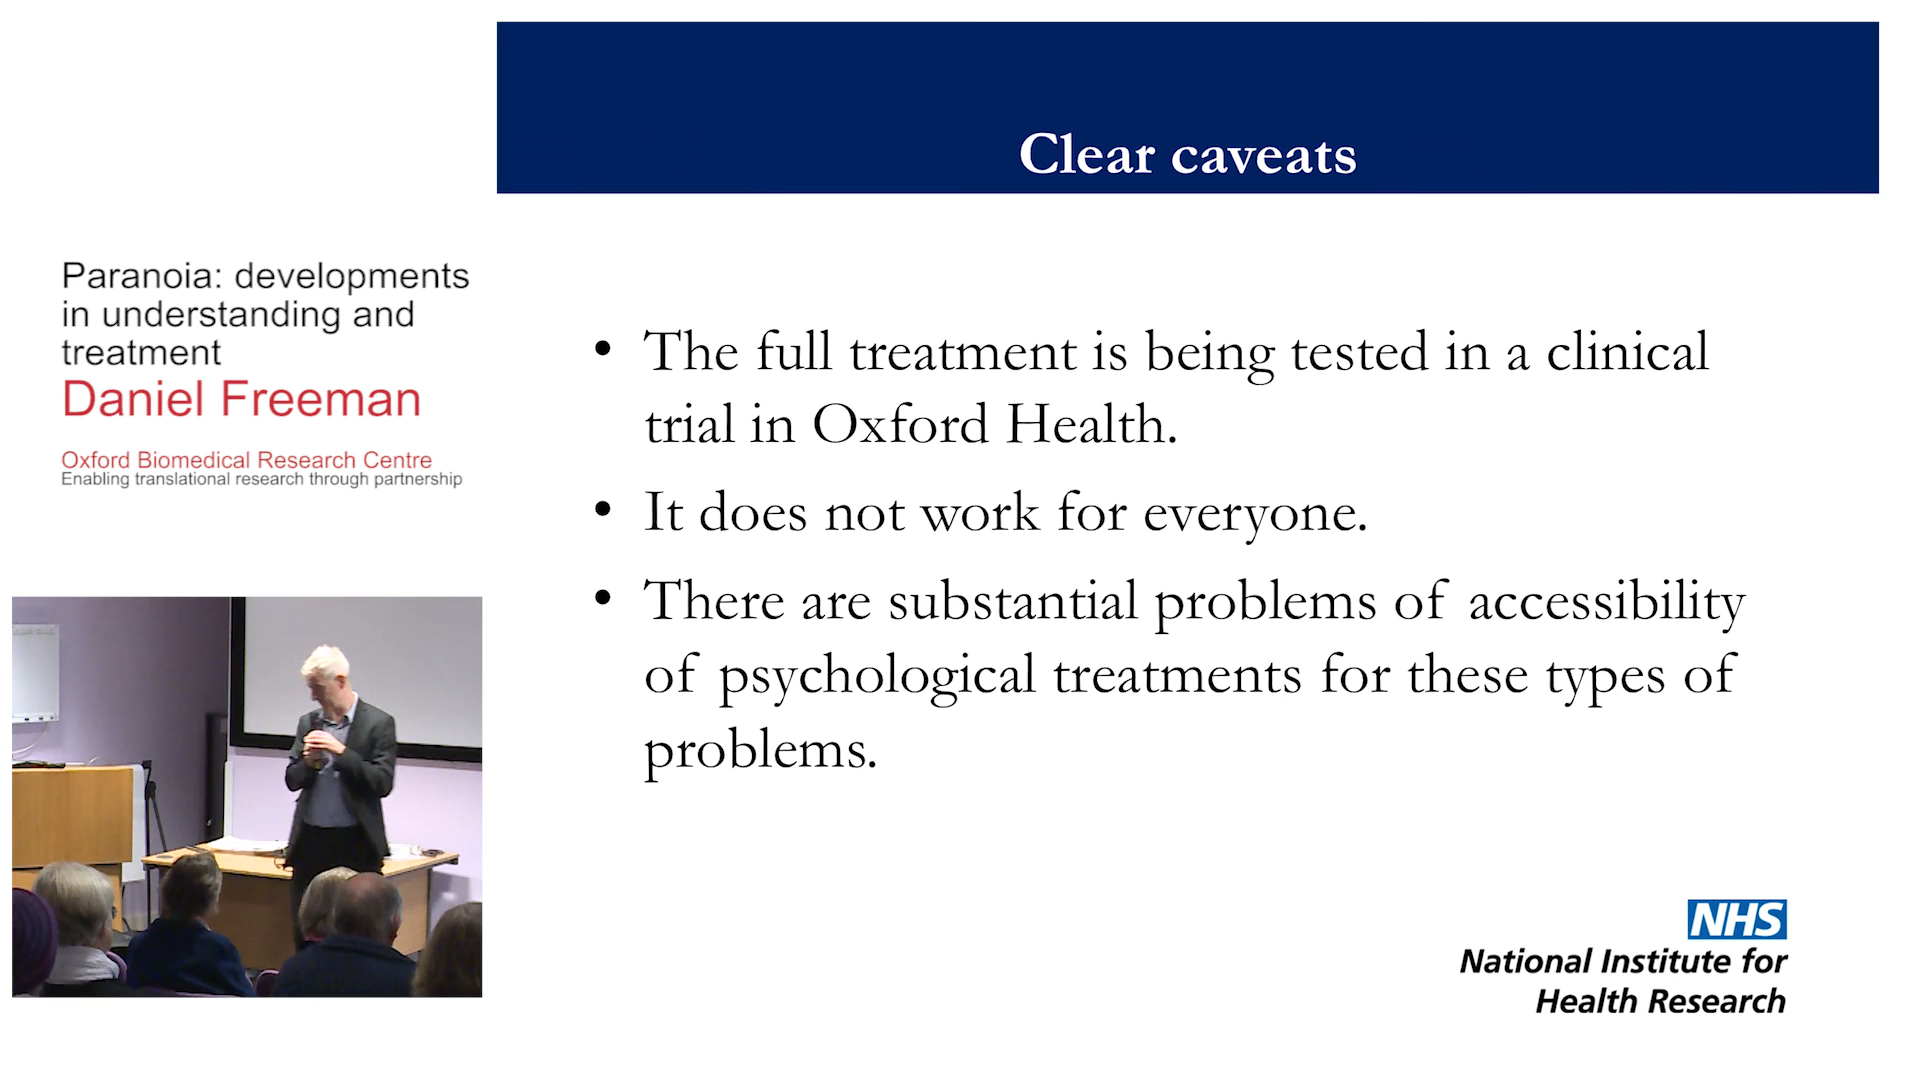 Clear caveats
Paranoia: developments
in understanding and
treatment
Daniel Freeman
Oxford Biomedical Research Centre
Enabling translational research through partnership
• The full treatment is being tested in a clinical
trial in Oxford Health.
• It does not work for everyone.
• There are substantial problems of accessibility
of psychological treatments for these types of
problems.
NHS
National Institute for
Health Research